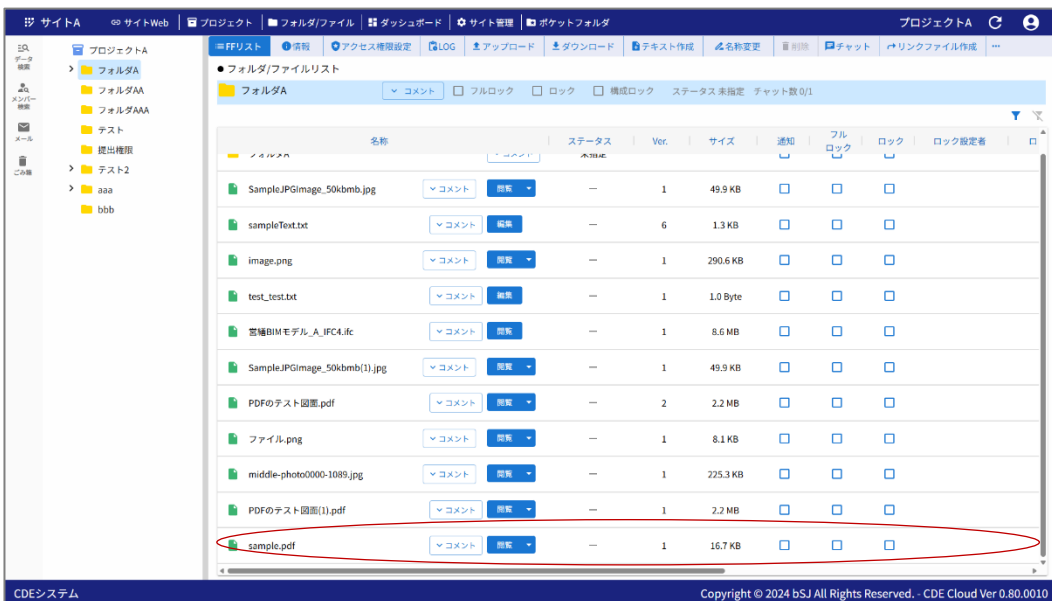 サイトA サイトWeb プロジェクト フォルダ/ファイル ダッシュボード サイト管理 ポケットフォルダ プロジェクトA
データ検索
メンバー検索
メール
ごみ箱
プロジェクトA
フォルダA
フォルダAA
フォルダAAA
テスト
提出権限
テスト2
aaa
bbb
FFリスト 情報 アクセス権限設定 LOG アップロード ダウンロード テキスト作成 名称変更 削除 チャット リンクファイル作成 ...
フォルダ/ファイルリスト
フォルダA コメント フルロック ロック 構成ロック ステータス 未指定 チャット数 0/1
名称 ステータス Ver. サイズ 通知 フルロック ロック ロック設定者 ロ
SampleJPGImage_50kbmb.jpg コメント 閲覧 ― 1 49.9 KB
sampleText.txt コメント 編集 ― 6 1.3 KB
image.png コメント 閲覧 ― 1 290.6 KB
test_test.txt コメント 編集 ― 1 1.0 Byte
営繕BIMモデル_A_IFC4.ifc コメント 閲覧 ― 1 8.6 MB
SampleJPGImage_50kbmb(1).jpg コメント 閲覧 ― 1 49.9 KB
PDFのテスト図面.pdf コメント 閲覧 ― 2 2.2 MB
ファイル.png コメント 閲覧 ― 1 8.1 KB
middle-photo0000-1089.jpg コメント 閲覧 ― 1 225.3 KB
PDFのテスト図面(1).pdf コメント 閲覧 ― 1 2.2 MB
sample.pdf コメント 閲覧 ― 1 16.7 KB
CDEシステム Copyright © 2024 bSJ All Rights Reserved. - CDE Cloud Ver 0.80.0010